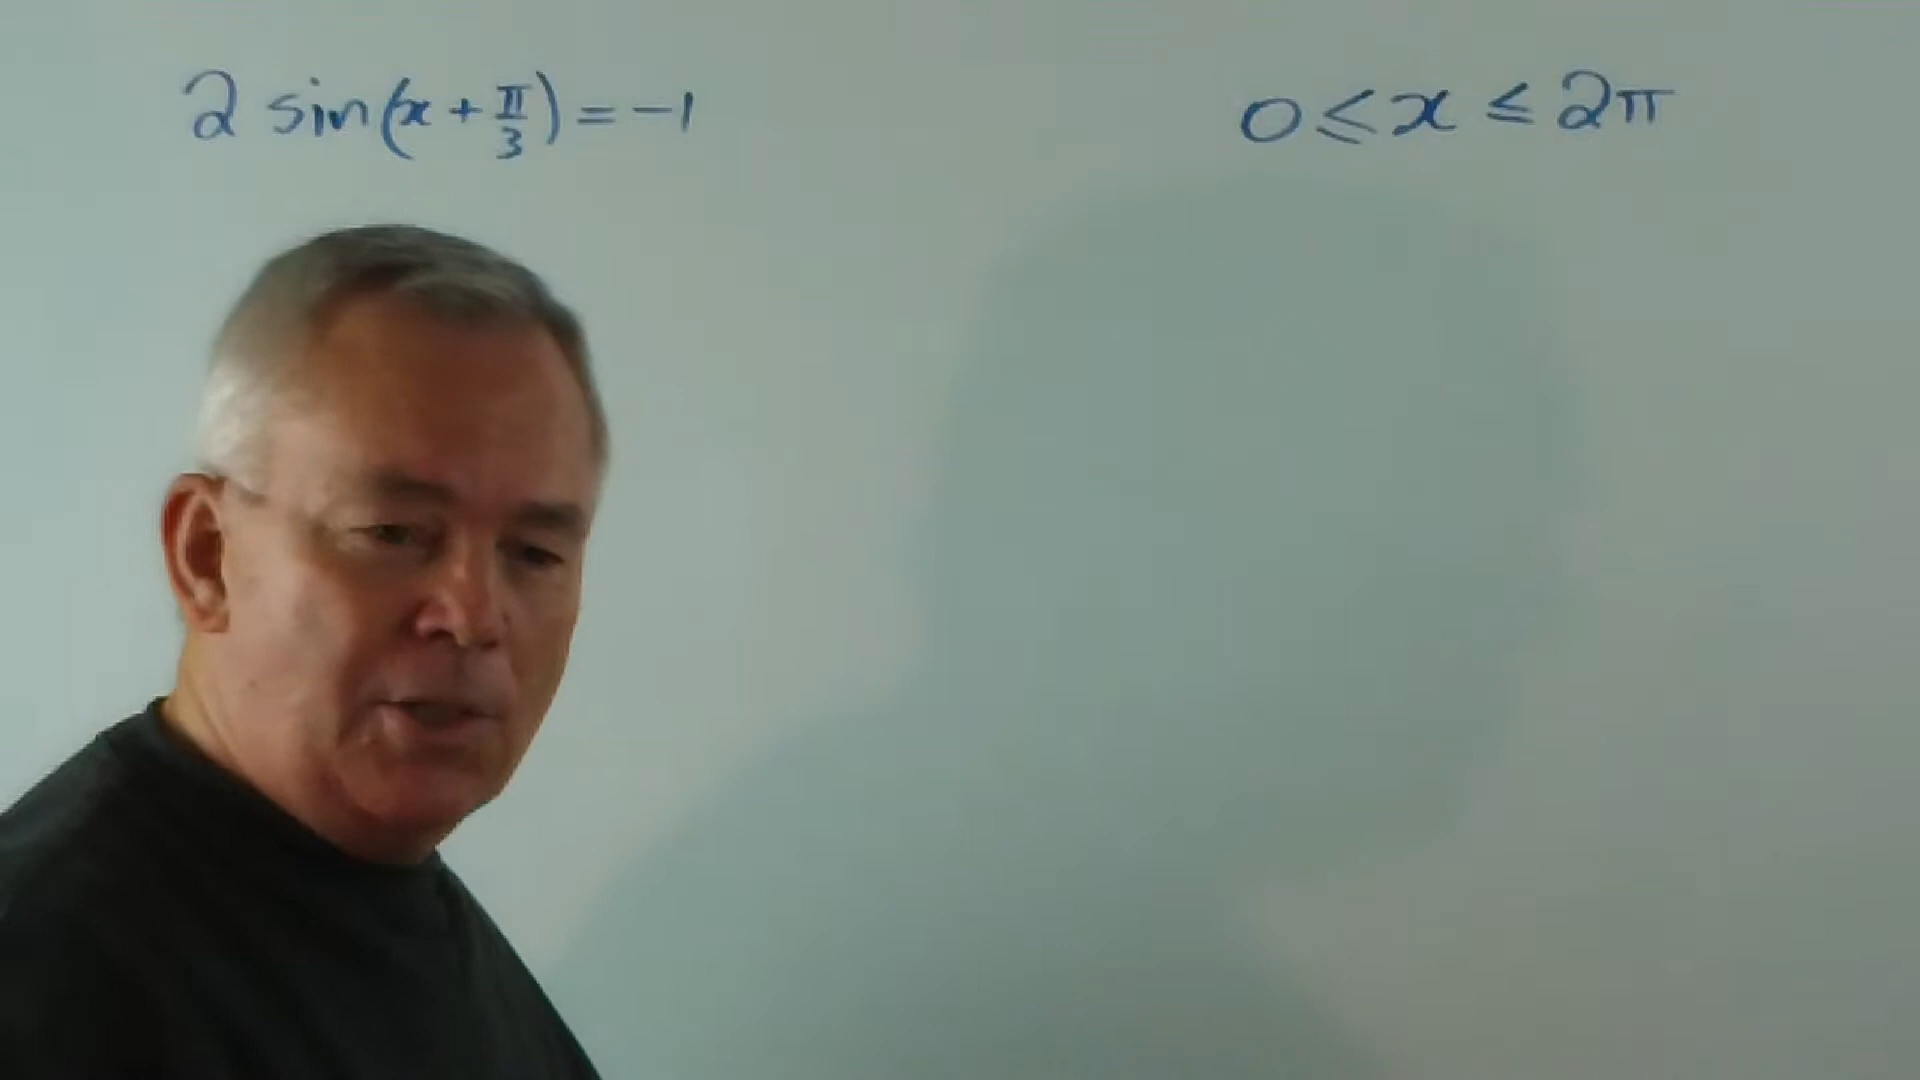 2 sin(x + π/3) = -1
0 ≤ x ≤ 2π